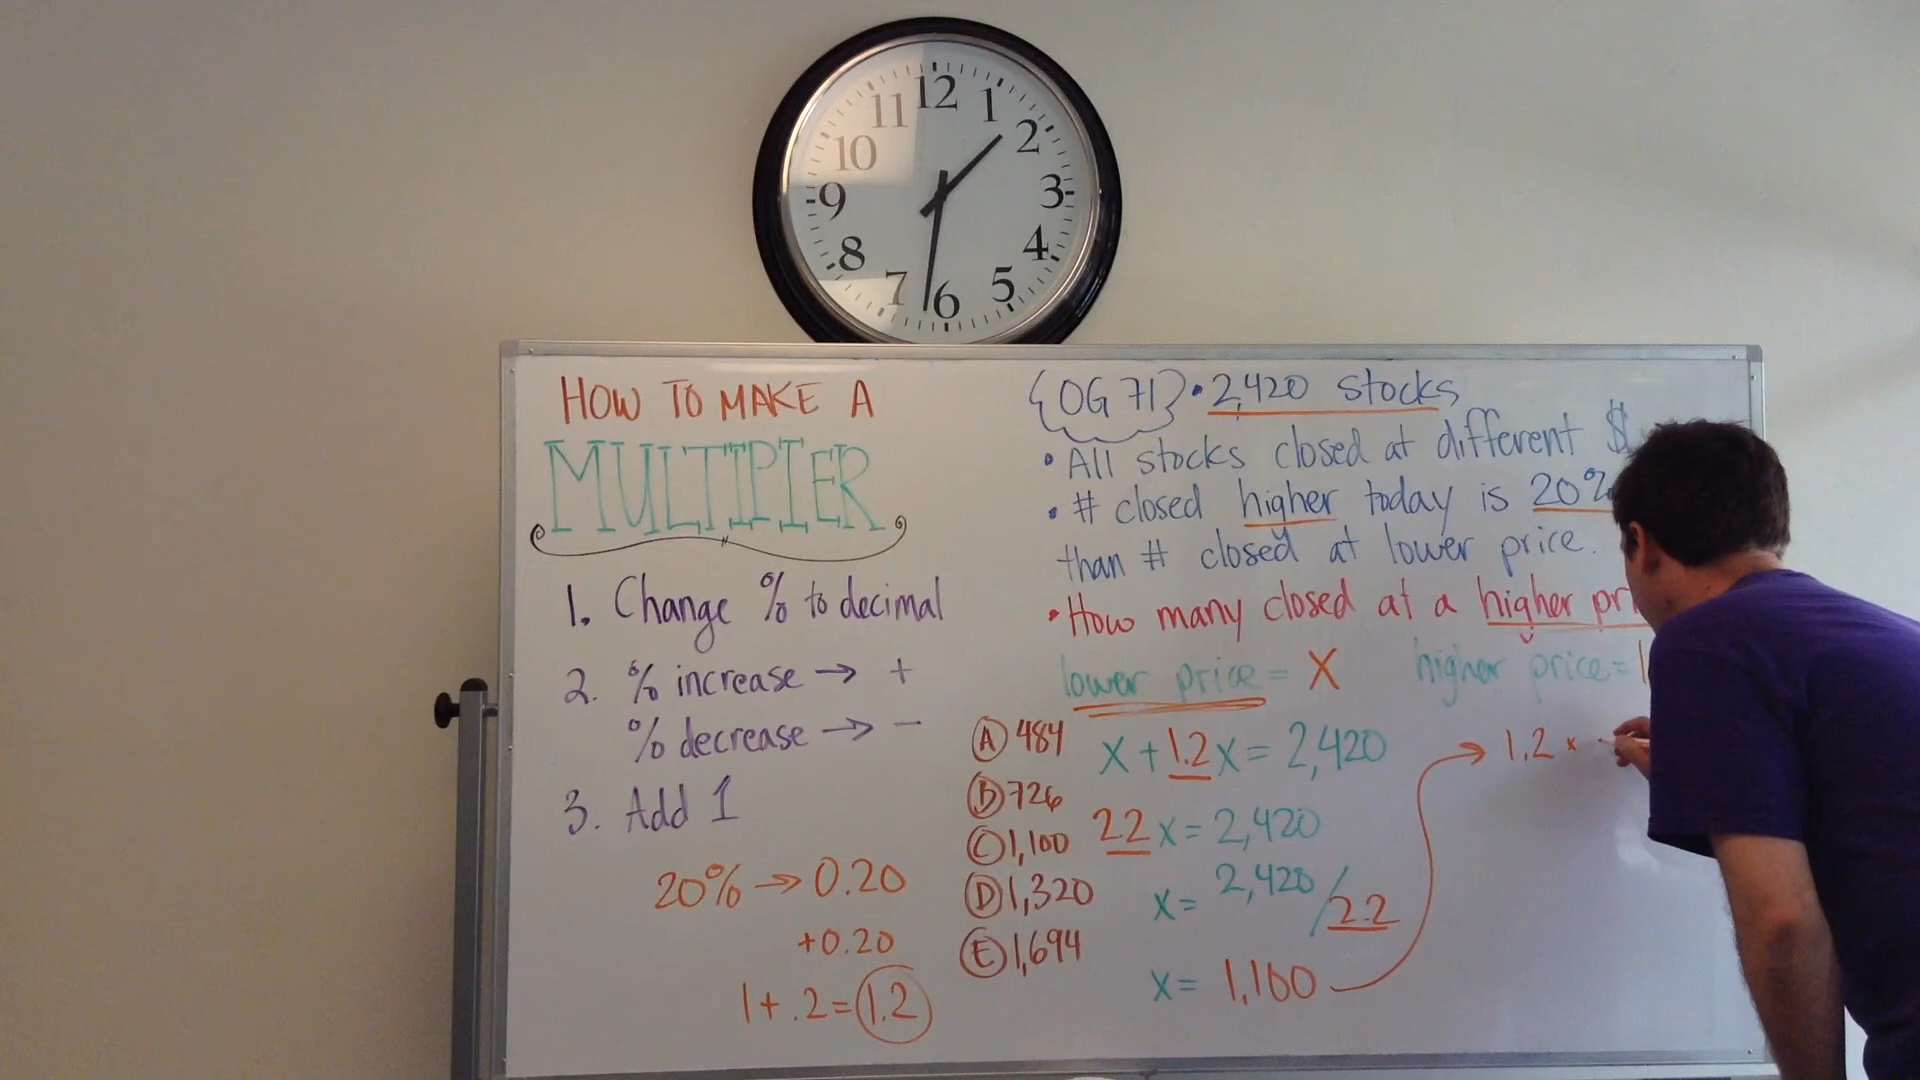 12
11 1
10 2
9 3
8 4
7 5
6
HOW TO MAKE A
MULTIPIER
1. Change % to decimal
2. % increase → +
% decrease → −
3. Add 1
20% → 0.20
+0.20
1 + .2 = 1.2
{OG 71} • 2,420 stocks
• All stocks closed at different $
• # closed higher today is 20%
than # closed at lower price.
• How many closed at a higher
lower price = X
higher price = 1
A 484
B 726
C 1,100
D 1,320
E 1,694
x + 1.2x = 2,420
2.2x = 2,420
x = 2,420/2.2
x = 1,100
→ 1.2 ×